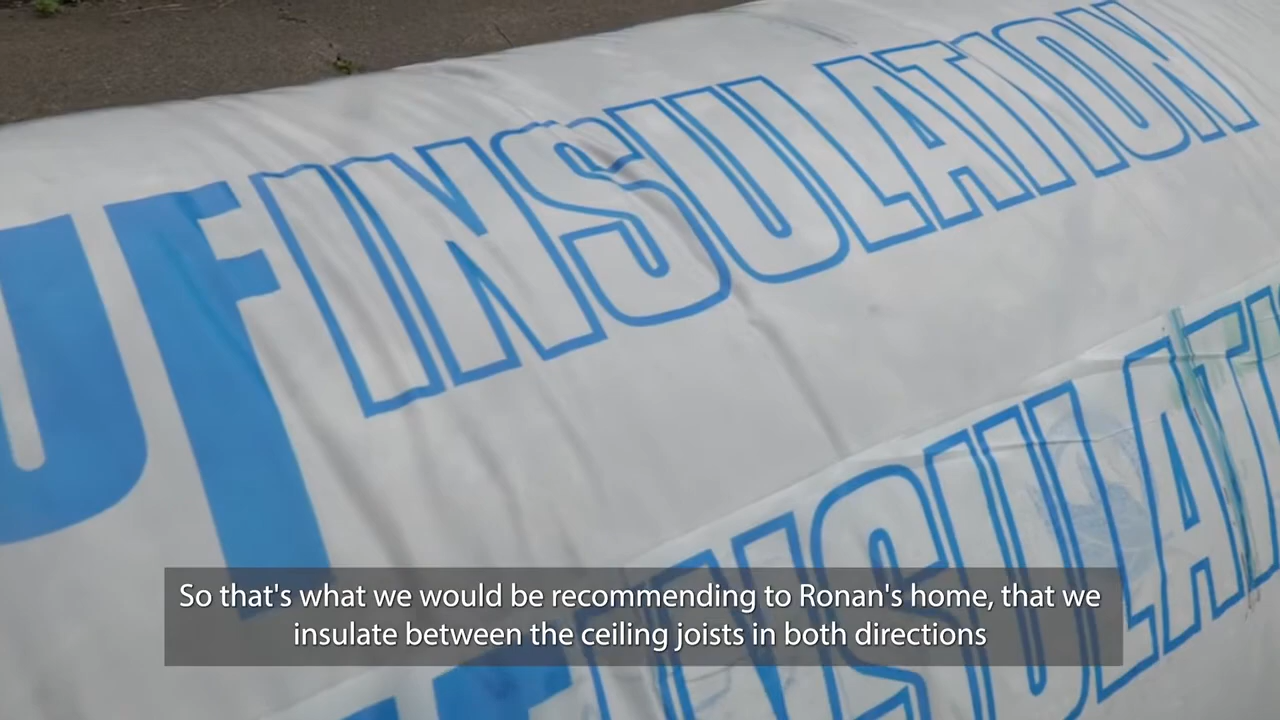 INSULATION
INSULATI
So that's what we would be recommending to Ronan's home, that we
insulate between the ceiling joists in both directions